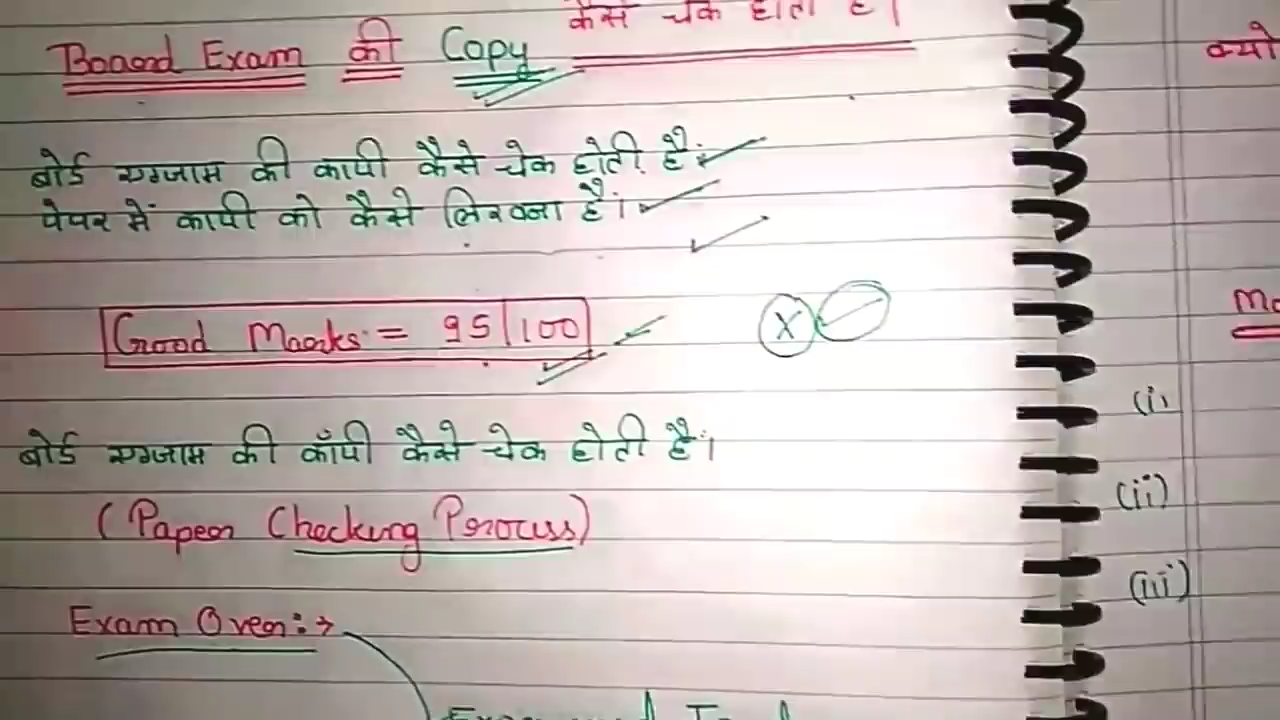 Board Exam की Copy कैसे चेक होती है।
बोर्ड एग्जाम की कापी कैसे चेक होती है।
पेपर में कापी को कैसे लिखना है।
Good Marks = 95/100
बोर्ड एग्जाम की कॉपी कैसे चेक होती है।
(Paper Checking Process)
Exam Over:→
क्यो
(i)
(ii)
(iii)